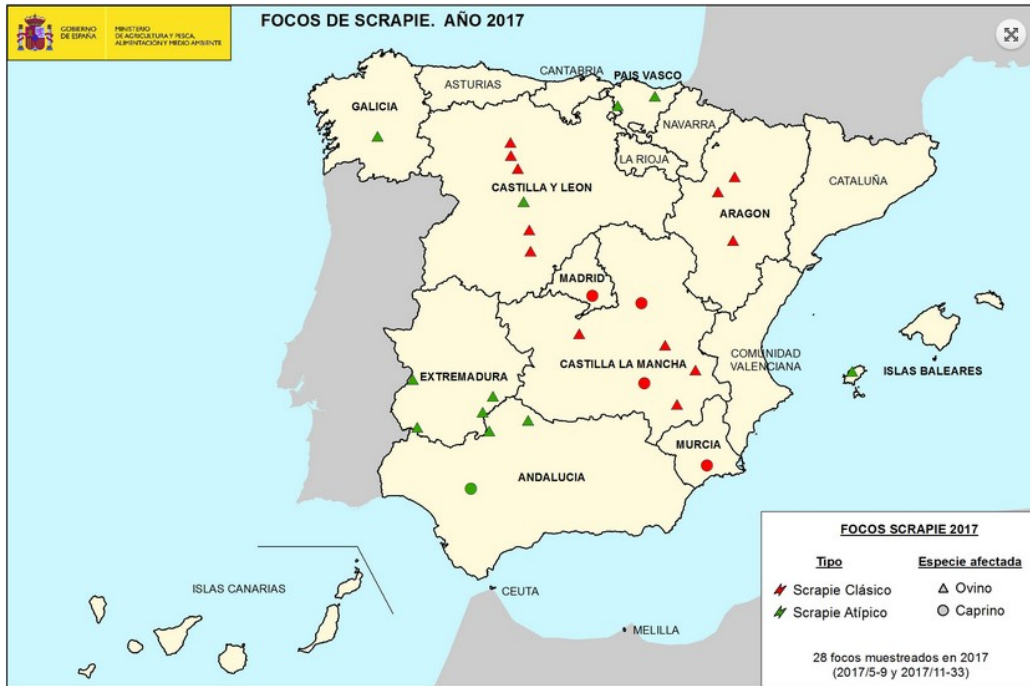 GOBIERNO
DE ESPAÑA
MINISTERIO
DE AGRICULTURA Y PESCA,
ALIMENTACIÓN Y MEDIO AMBIENTE
FOCOS DE SCRAPIE. AÑO 2017
GALICIA
ASTURIAS
CANTABRIA
PAIS VASCO
NAVARRA
LA RIOJA
CASTILLA Y LEON
ARAGON
CATALUÑA
MADRID
EXTREMADURA
CASTILLA LA MANCHA
COMUNIDAD
VALENCIANA
ISLAS BALEARES
MURCIA
ANDALUCIA
ISLAS CANARIAS
CEUTA
MELILLA
FOCOS SCRAPIE 2017
Tipo
Especie afectada
Scrapie Clásico
Ovino
Scrapie Atípico
Caprino
28 focos muestreados en 2017
(2017/5-9 y 2017/11-33)